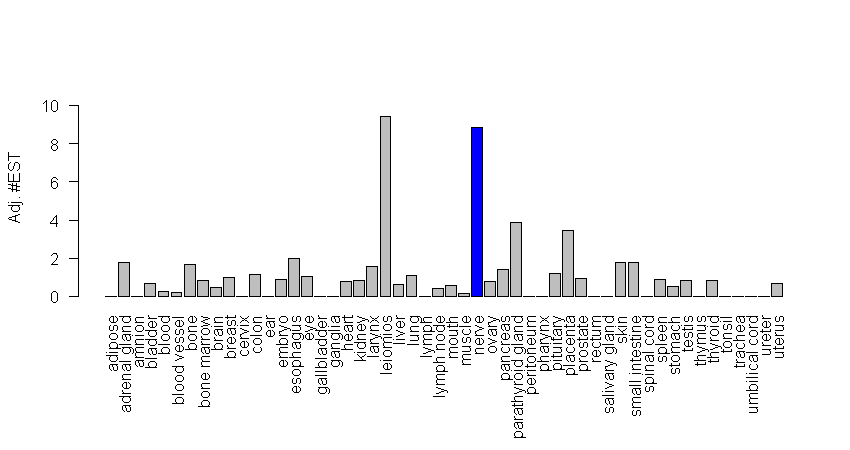 Adj. #EST
10
8
6
4
2
0
adipose
adrenal gland
amnion
bladder
blood
blood vessel
bone
bone marrow
brain
breast
cervix
colon
ear
embryo
esophagus
eye
gallbladder
ganglia
heart
kidney
larynx
leiomios
liver
lung
lymph
lymph node
mouth
muscle
nerve
ovary
pancreas
parathyroid gland
peritoneum
pharynx
pituitary
placenta
prostate
rectum
salivary gland
skin
small intestine
spinal cord
spleen
stomach
testis
thymus
thyroid
tonsil
trachea
umbilical cord
ureter
uterus